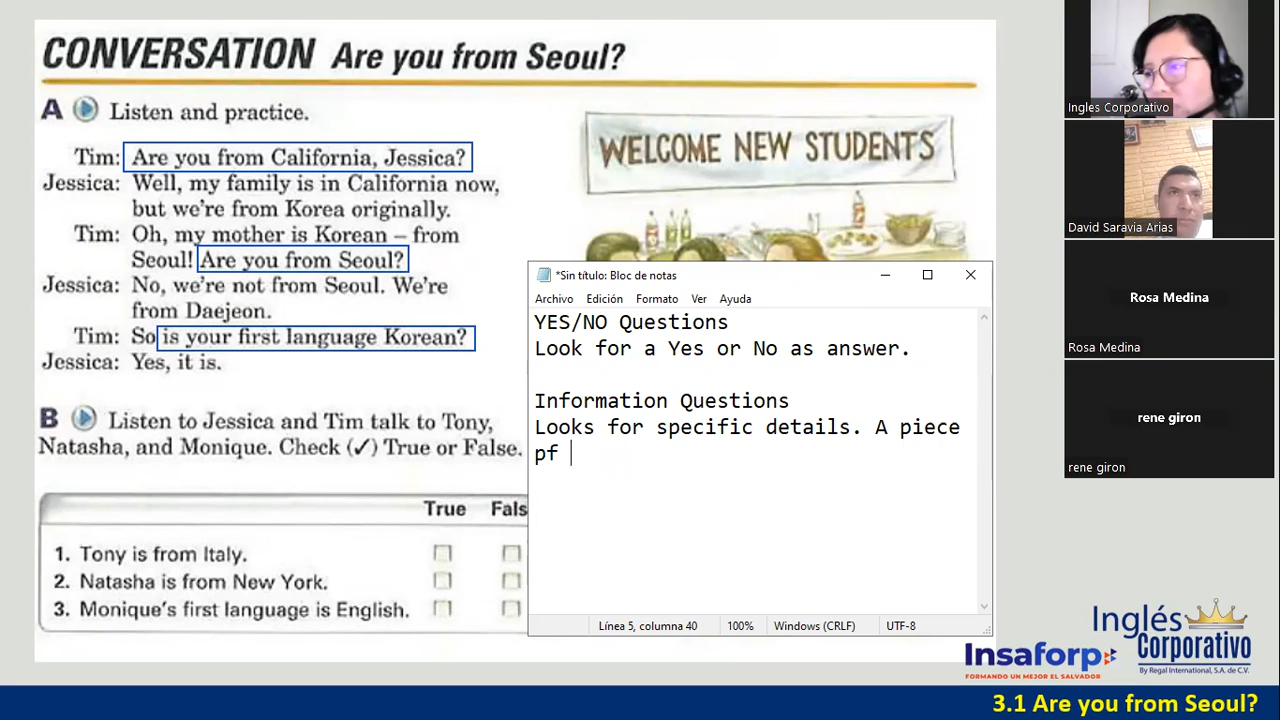 CONVERSATION Are you from Seoul?
A Listen and practice.
Tim: Are you from California, Jessica?
Jessica: Well, my family is in California now,
but we're from Korea originally.
Tim: Oh, my mother is Korean – from
Seoul! Are you from Seoul?
Jessica: No, we're not from Seoul. We're
from Daejeon.
Tim: So is your first language Korean?
Jessica: Yes, it is.
B Listen to Jessica and Tim talk to Tony,
Natasha, and Monique. Check (✓) True or False.
True Fals
1. Tony is from Italy.
2. Natasha is from New York.
3. Monique's first language is English.
WELCOME NEW STUDENTS
*Sin título: Bloc de notas
Archivo Edición Formato Ver Ayuda
YES/NO Questions
Look for a Yes or No as answer.
Information Questions
Looks for specific details. A piece
pf
Línea 5, columna 40 100% Windows (CRLF) UTF-8
Ingles Corporativo
David Saravia Arias
Rosa Medina
Rosa Medina
rene giron
rene giron
Insaforp
FORMANDO UN MEJOR EL SALVADOR
Inglés
Corporativo
By Regal International, S.A. de C.V.
3.1 Are you from Seoul?